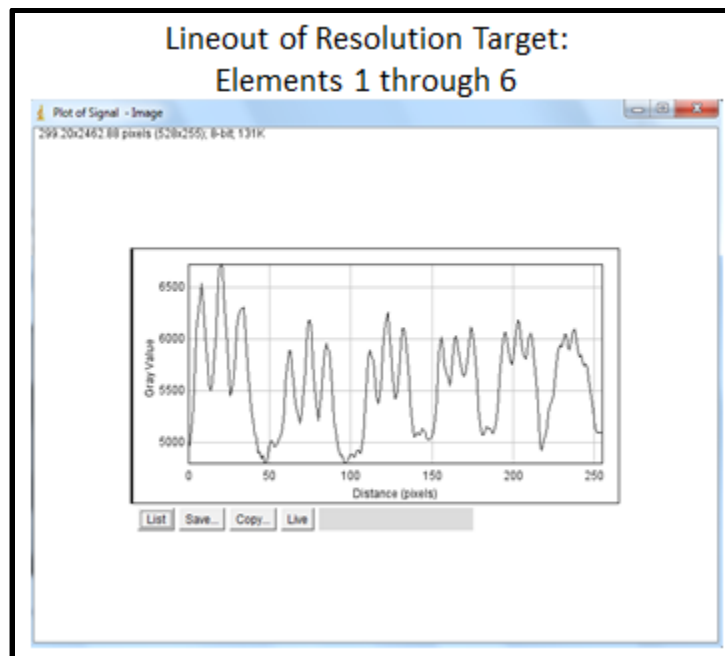 Lineout of Resolution Target:
Elements 1 through 6
Plot of Signal - Image
299.20x2462.88 pixels (528x255); 8-bit; 131K
6500
6000
5500
5000
Gray Value
0 50 100 150 200 250
Distance (pixels)
List Save... Copy... Live